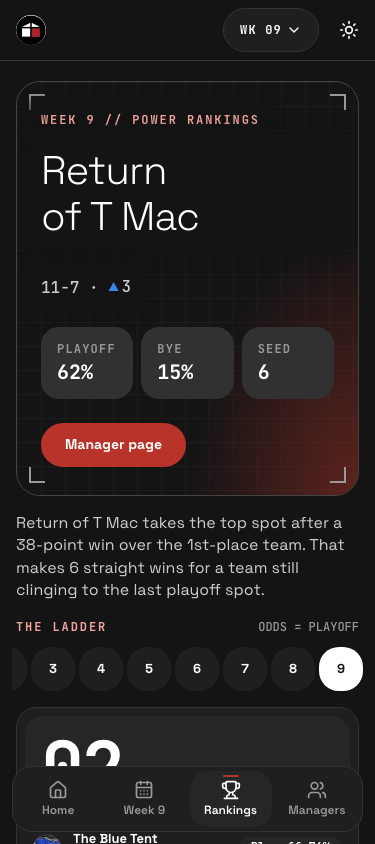 WK 09
WEEK 9 // POWER RANKINGS
Return
of T Mac
11-7 · ▲3
PLAYOFF BYE SEED
62% 15% 6
Manager page
Return of T Mac takes the top spot after a
38-point win over the 1st-place team. That
makes 6 straight wins for a team still
clinging to the last playoff spot.
THE LADDER ODDS = PLAYOFF
3 4 5 6 7 8 9
02
Home Week 9 Rankings Managers
The Blue Tent